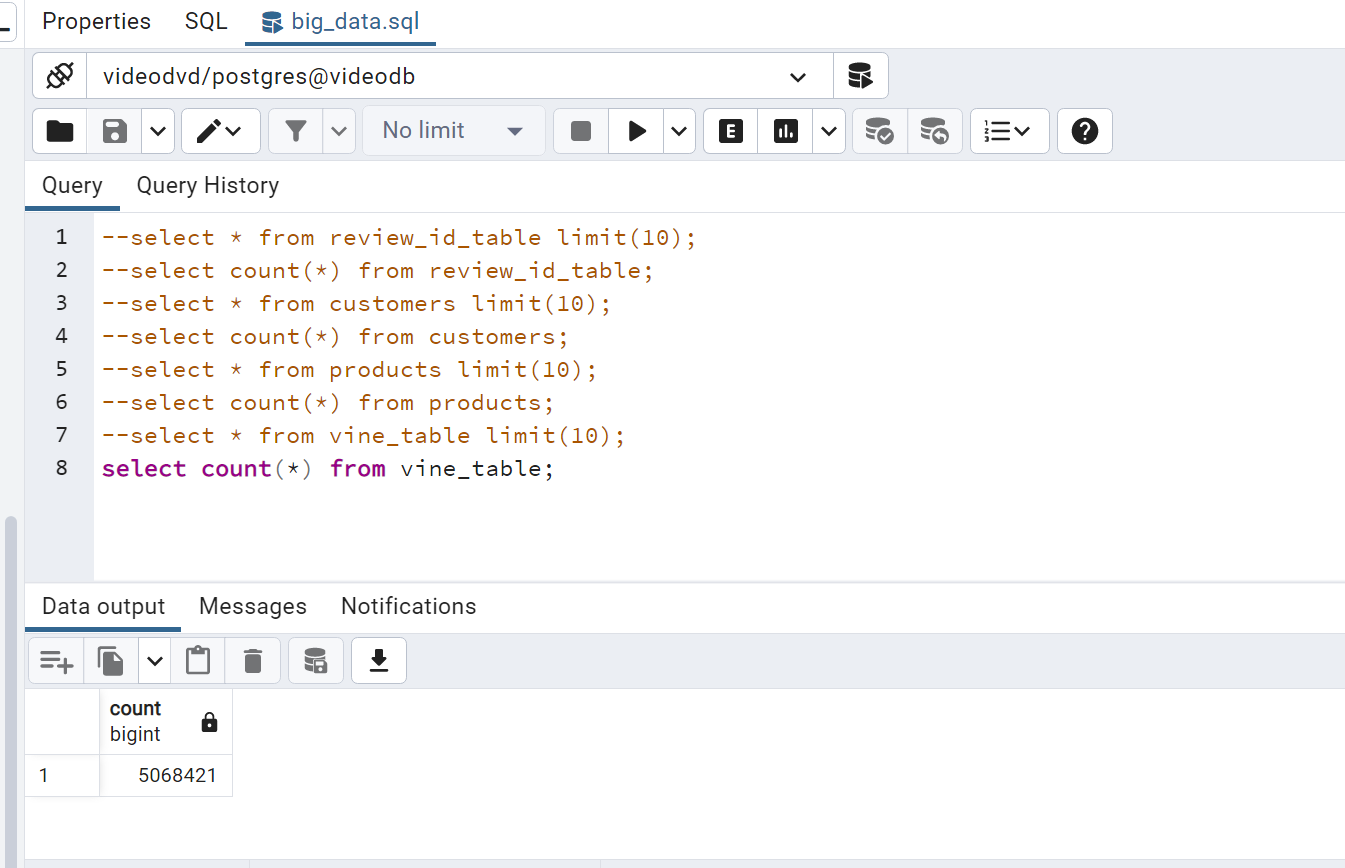 Properties SQL big_data.sql
videodvd/postgres@videodb
No limit E
Query Query History
1 --select * from review_id_table limit(10);
2 --select count(*) from review_id_table;
3 --select * from customers limit(10);
4 --select count(*) from customers;
5 --select * from products limit(10);
6 --select count(*) from products;
7 --select * from vine_table limit(10);
8 select count(*) from vine_table;
Data output Messages Notifications
count
bigint
1 5068421